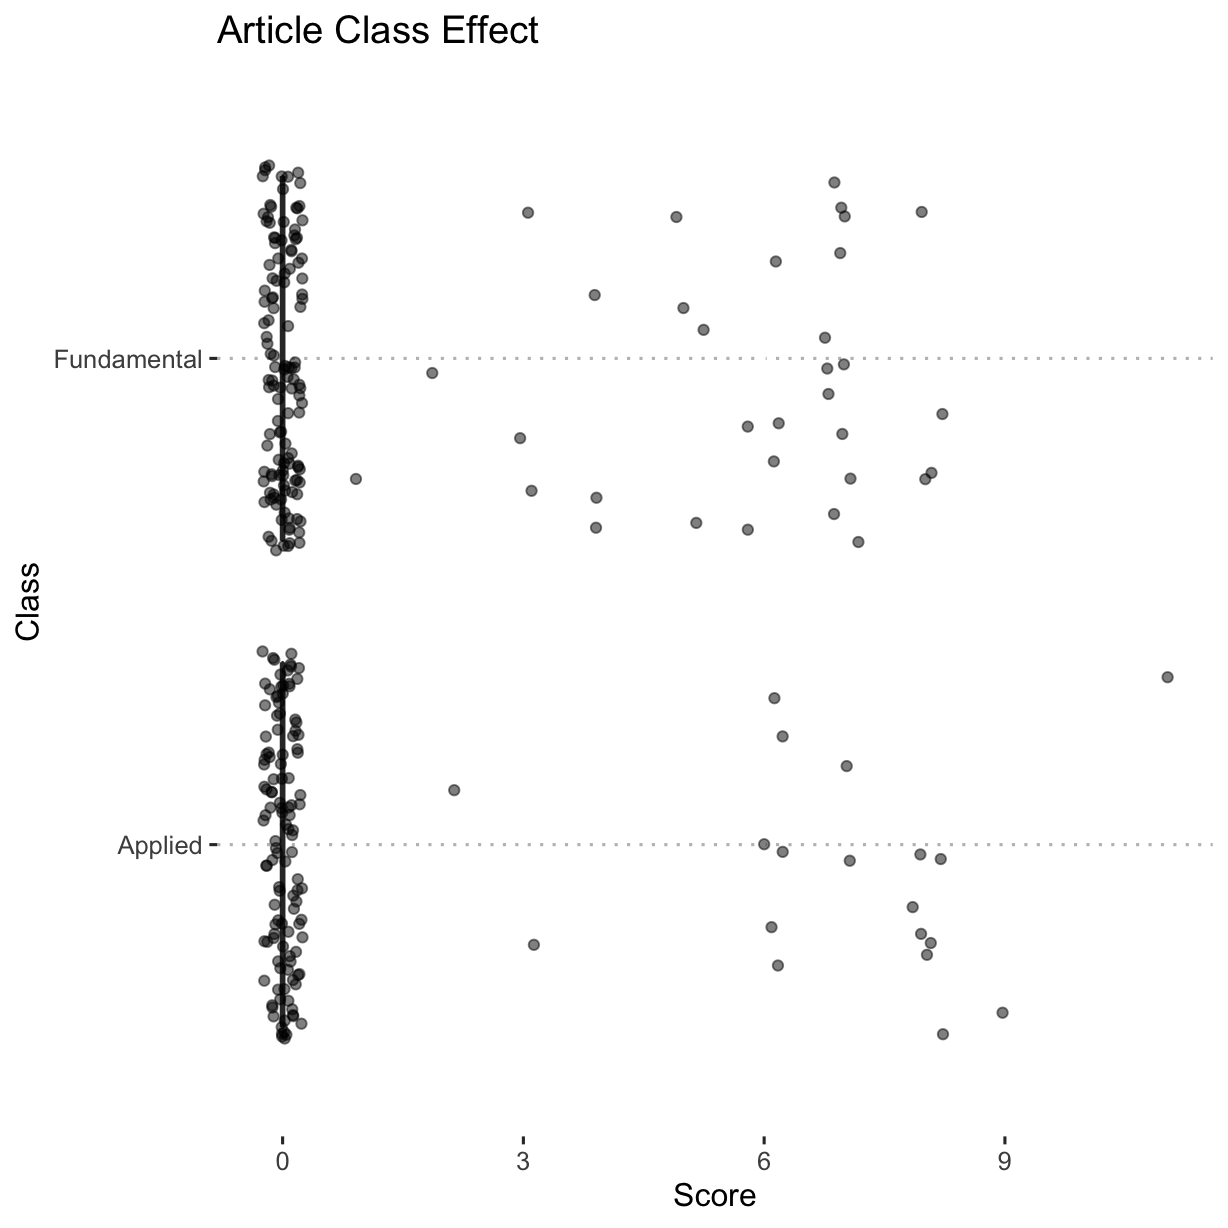 Article Class Effect
Fundamental
Class
Applied
0 3 6 9
Score